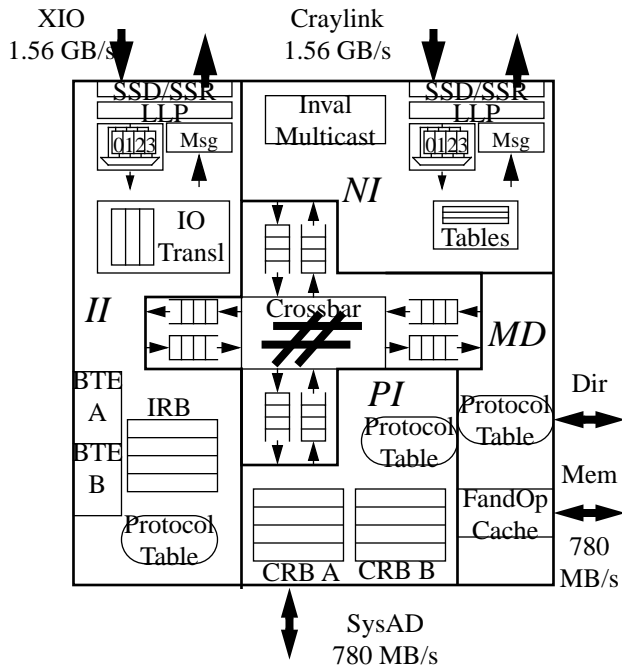 XIO
1.56 GB/s
Craylink
1.56 GB/s
SSD/SSR
LLP
0123
Msg
Inval
Multicast
SSD/SSR
LLP
0123
Msg
NI
IO
Transl
Tables
II
Crossbar
MD
PI
BTE
A
BTE
B
IRB
Protocol
Table
Protocol
Table
Protocol
Table
Dir
Mem
FandOp
Cache
780
MB/s
CRB A
CRB B
SysAD
780 MB/s